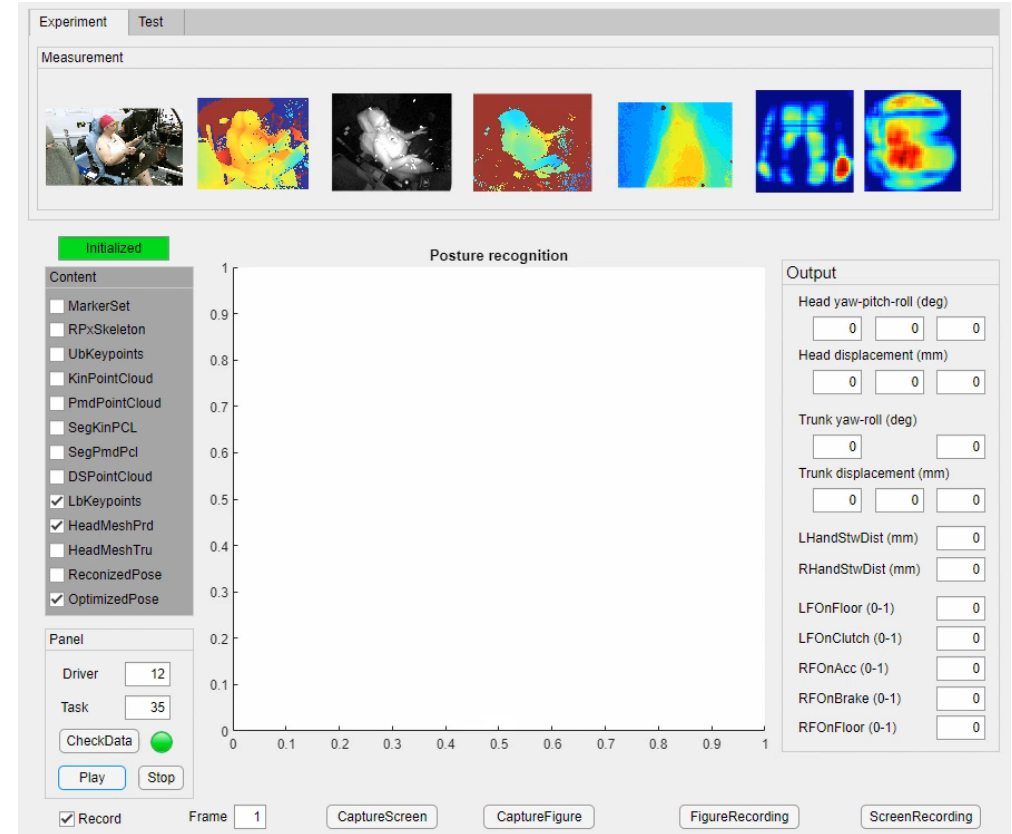 Experiment Test
Measurement
Initialized
Content
MarkerSet
RPxSkeleton
UbKeypoints
KinPointCloud
PmdPointCloud
SegKinPCL
SegPmdPcl
DSPointCloud
LbKeypoints
HeadMeshPrd
HeadMeshTru
ReconizedPose
OptimizedPose
Panel
Driver 12
Task 35
CheckData
Play Stop
Record
Posture recognition
1
0.9
0.8
0.7
0.6
0.5
0.4
0.3
0.2
0.1
0
0 0.1 0.2 0.3 0.4 0.5 0.6 0.7 0.8 0.9 1
Output
Head yaw-pitch-roll (deg)
0 0 0
Head displacement (mm)
0 0 0
Trunk yaw-roll (deg)
0 0
Trunk displacement (mm)
0 0 0
LHandStwDist (mm) 0
RHandStwDist (mm) 0
LFOnFloor (0-1) 0
LFOnClutch (0-1) 0
RFOnAcc (0-1) 0
RFOnBrake (0-1) 0
RFOnFloor (0-1) 0
Frame 1 CaptureScreen CaptureFigure FigureRecording ScreenRecording